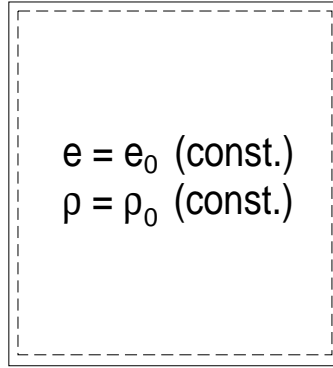 e = e₀ (const.)
ρ = ρ₀ (const.)